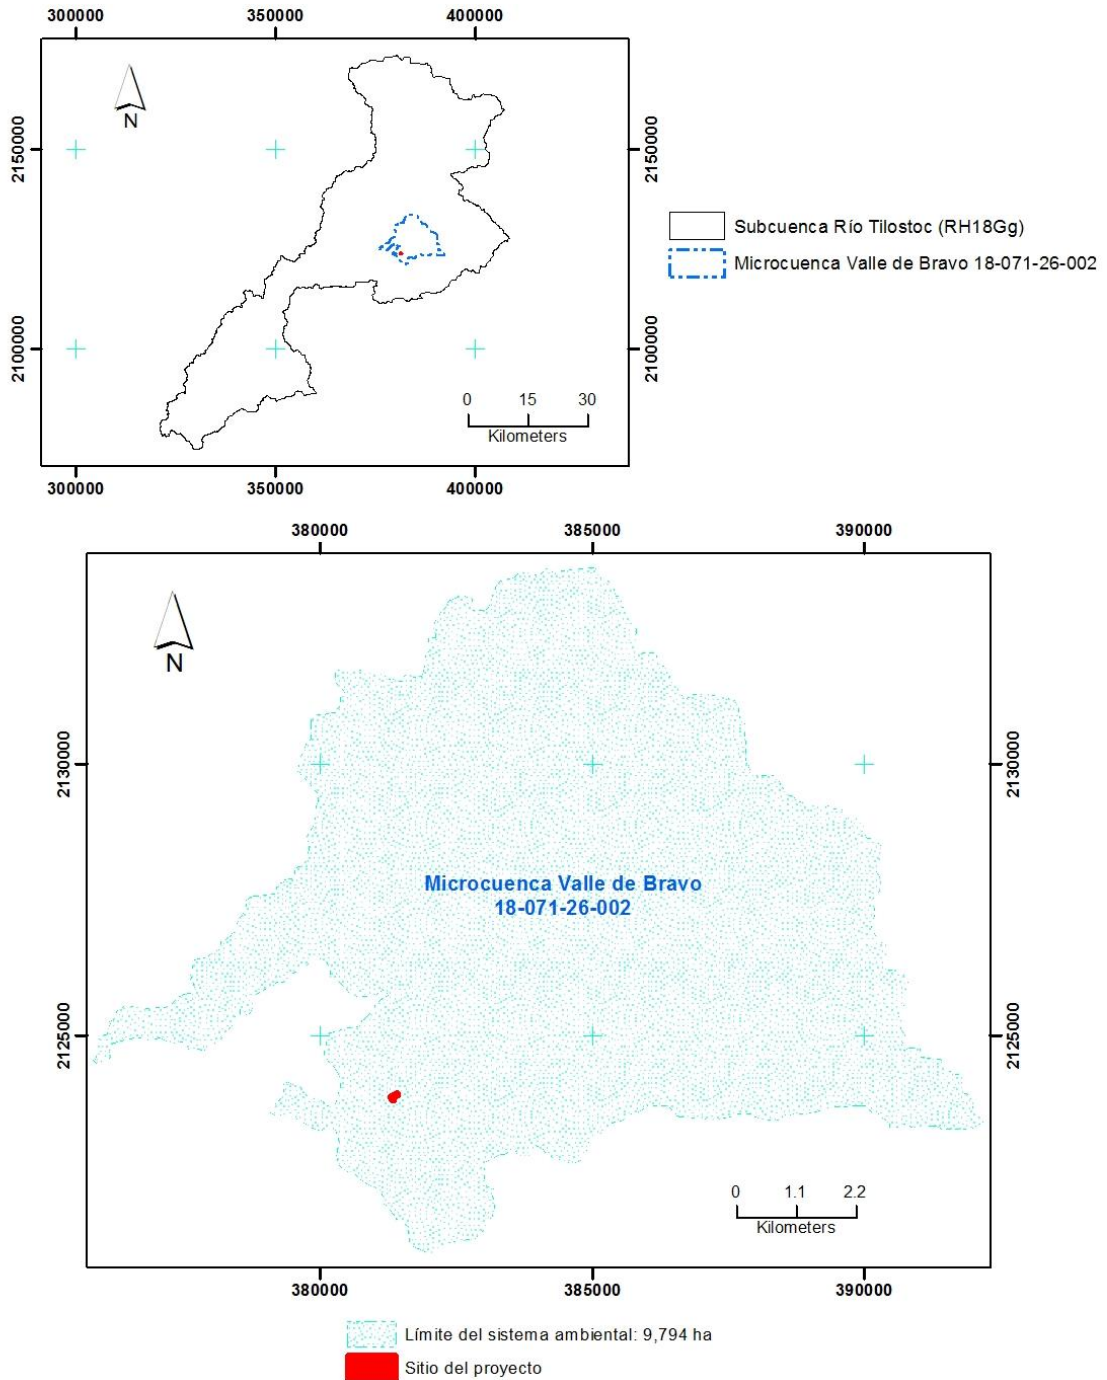 300000 350000 400000
N
2150000 2150000
Subcuenca Río Tilostoc (RH18Gg)
Microcuenca Valle de Bravo 18-071-26-002
2100000 2100000
0 15 30
Kilometers
300000 350000 400000
380000 385000 390000
N
2130000 2130000
Microcuenca Valle de Bravo
18-071-26-002
2125000 2125000
0 1.1 2.2
Kilometers
380000 385000 390000
Límite del sistema ambiental: 9,794 ha
Sitio del proyecto